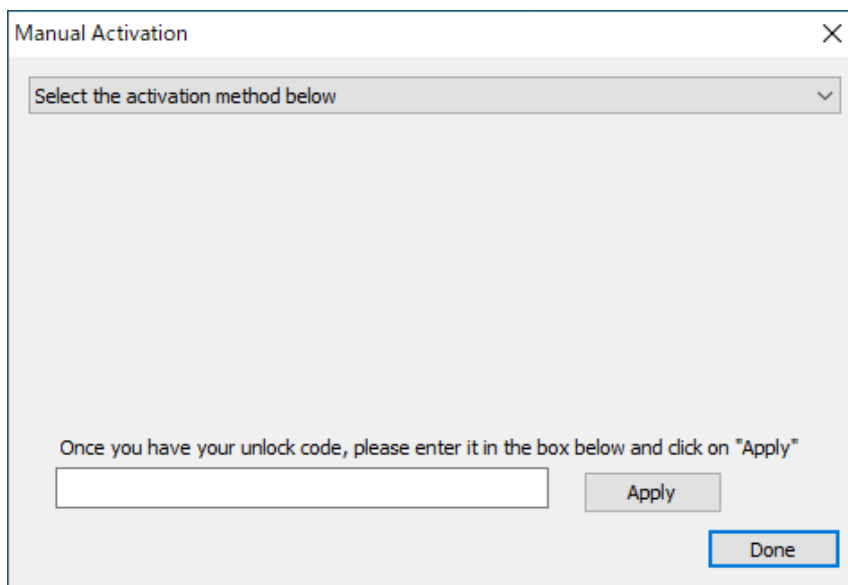 Manual Activation
Select the activation method below
Once you have your unlock code, please enter it in the box below and click on "Apply"
Apply
Done